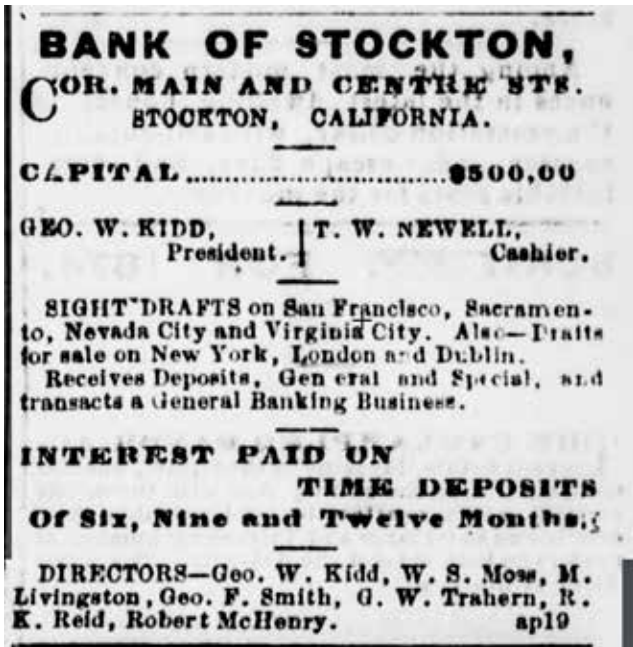 BANK OF STOCKTON,
COR. MAIN AND CENTRE STS.
STOCKTON, CALIFORNIA.
CAPITAL....................$500,00
GEO. W. KIDD, President.
T. W. NEWELL, Cashier.
SIGHT DRAFTS on San Francisco, Sacramen-
to, Nevada City and Virginia City. Also—Drafts
for sale on New York, London and Dublin.
Receives Deposits, General and Special, and
transacts a General Banking Business.
INTEREST PAID ON
TIME DEPOSITS
Of Six, Nine and Twelve Months.
DIRECTORS—Geo. W. Kidd, W. S. Moss, M.
Livingston, Geo. F. Smith, G. W. Trahern, R.
K. Reid, Robert McHenry. ap19